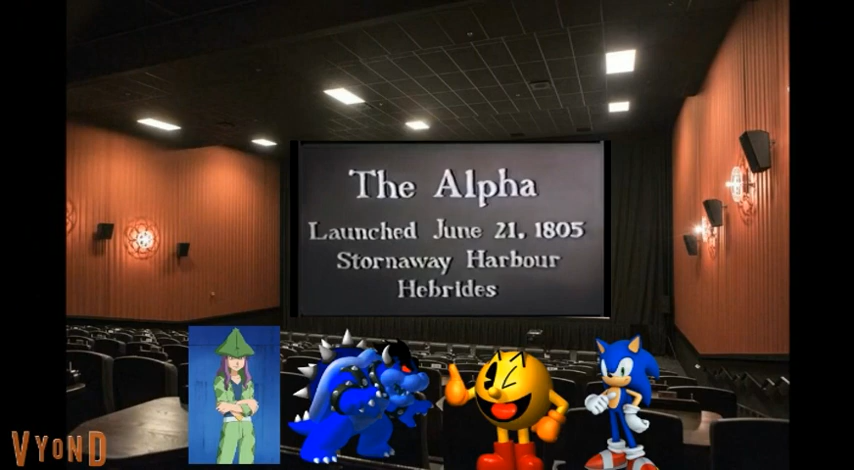 The Alpha
Launched June 21, 1805
Stornaway Harbour
Hebrides
VYOND